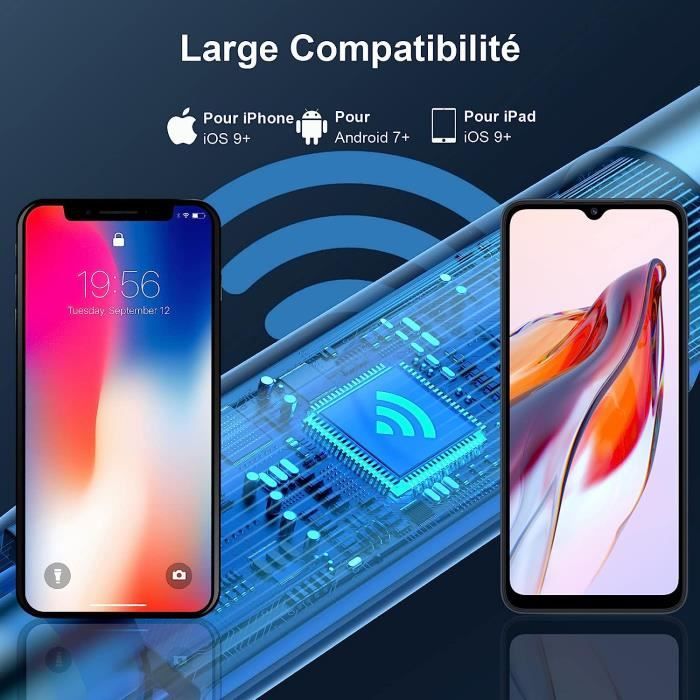 Large Compatibilité
Pour iPhone
iOS 9+
Pour
Android 7+
Pour iPad
iOS 9+
19:56
Tuesday, September 12